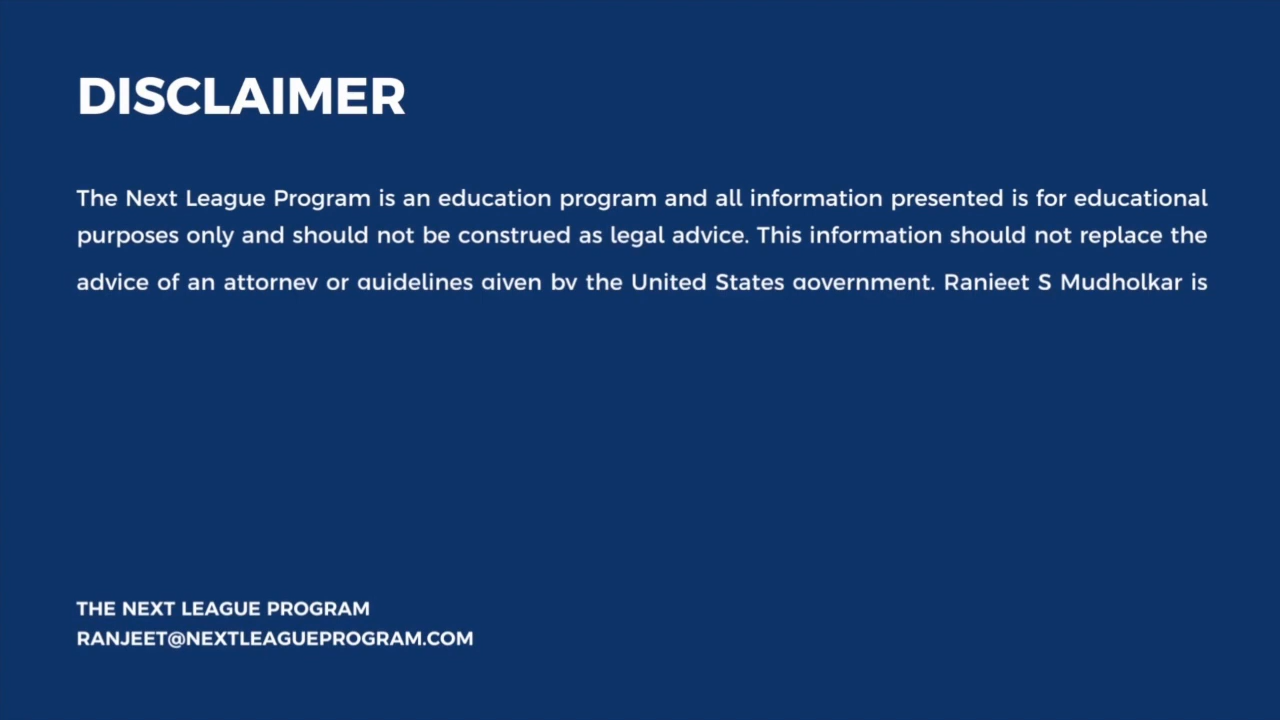 DISCLAIMER
The Next League Program is an education program and all information presented is for educational
purposes only and should not be construed as legal advice. This information should not replace the
advice of an attorney or guidelines given by the United States government. Ranjeet S Mudholkar is
THE NEXT LEAGUE PROGRAM
RANJEET@NEXTLEAGUEPROGRAM.COM